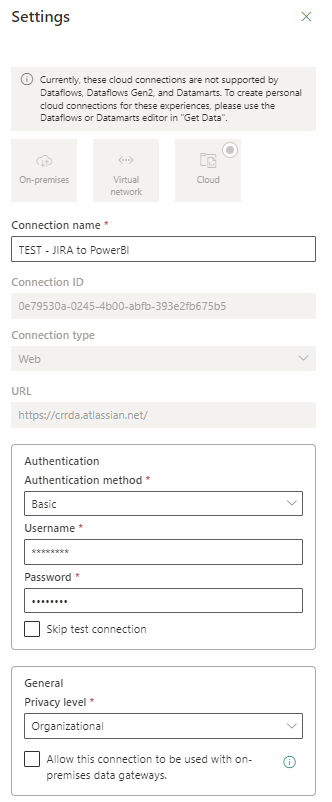 Settings
Currently, these cloud connections are not supported by
Dataflows, Dataflows Gen2, and Datamarts. To create personal
cloud connections for these experiences, please use the
Dataflows or Datamarts editor in "Get Data".
On-premises
Virtual
network
Cloud
Connection name *
TEST - JIRA to PowerBI
Connection ID
0e79530a-0245-4b00-abfb-393e2fb675b5
Connection type
Web
URL
https://crrda.atlassian.net/
Authentication
Authentication method *
Basic
Username *
********
Password *
••••••••
Skip test connection
General
Privacy level *
Organizational
Allow this connection to be used with on-
premises data gateways.